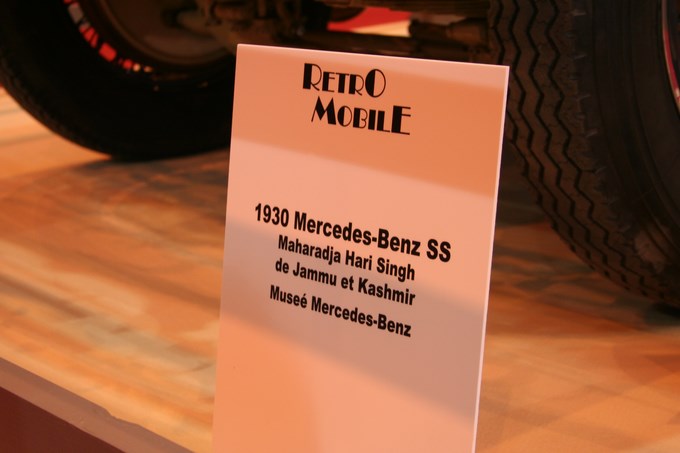 RETRO
MOBILE
1930 Mercedes-Benz SS
Maharadja Hari Singh
de Jammu et Kashmir
Museé Mercedes-Benz